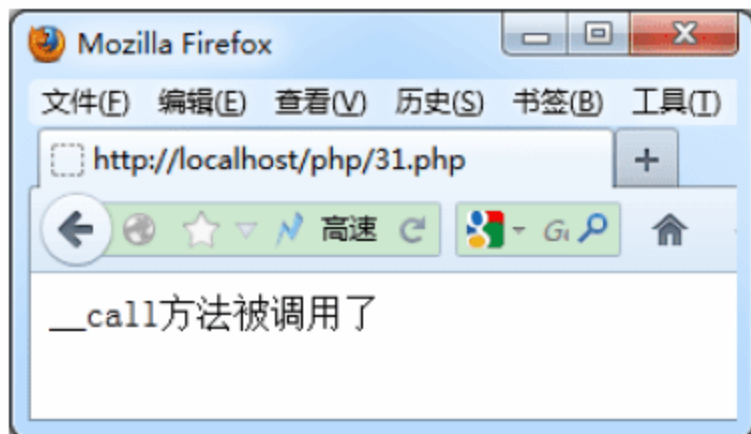 Mozilla Firefox
文件(F) 编辑(E) 查看(V) 历史(S) 书签(B) 工具(T)
http://localhost/php/31.php
高速
__call方法被调用了